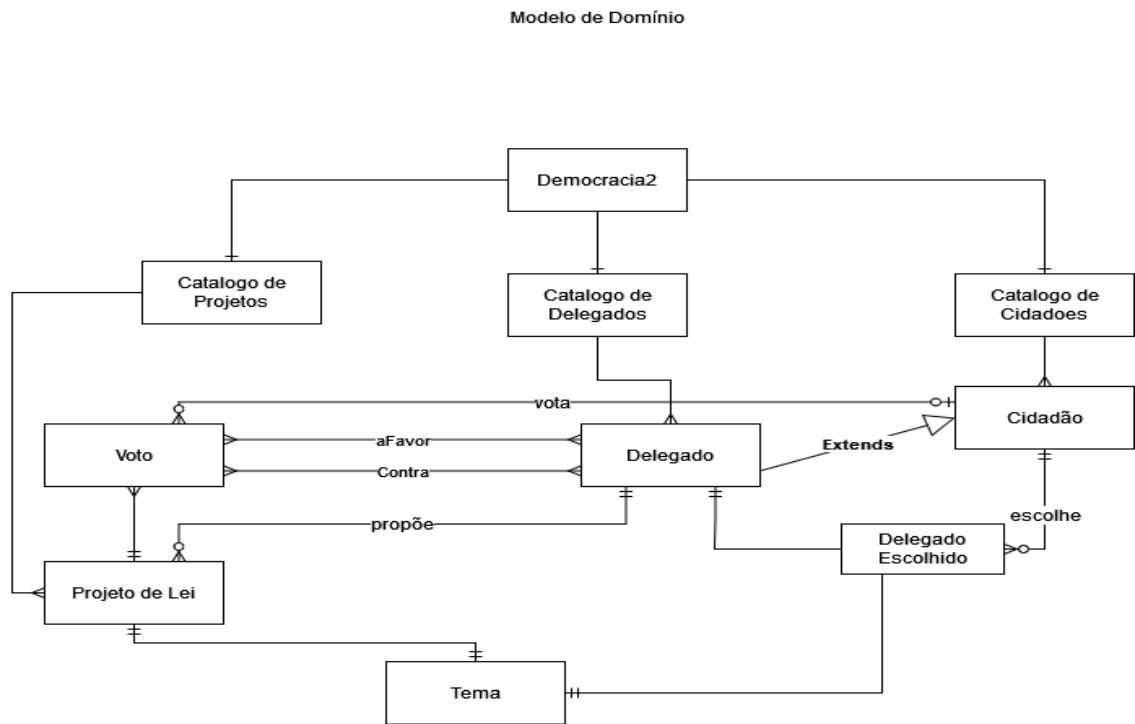 Modelo de Domínio
Democracia2
Catalogo de
Projetos
Catalogo de
Delegados
Catalogo de
Cidadoes
vota
Cidadão
Voto
aFavor
Contra
Delegado
Extends
propõe
escolhe
Delegado
Escolhido
Projeto de Lei
Tema